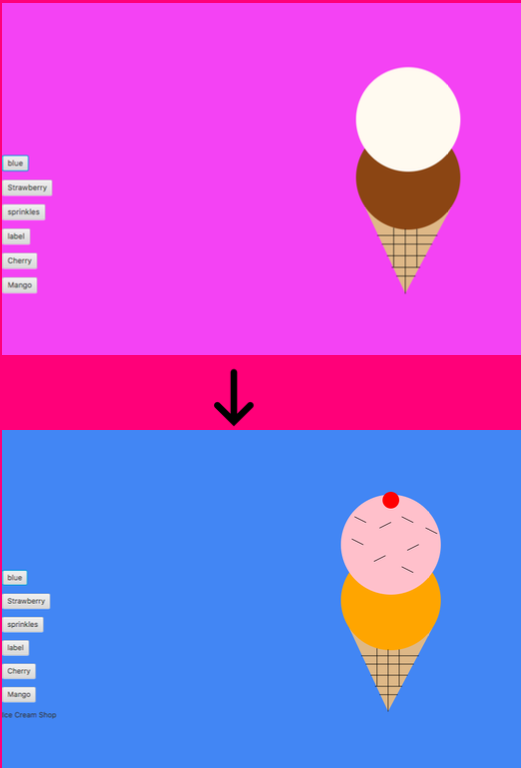 blue
Strawberry
sprinkles
label
Cherry
Mango
blue
Strawberry
sprinkles
label
Cherry
Mango
Ice Cream Shop